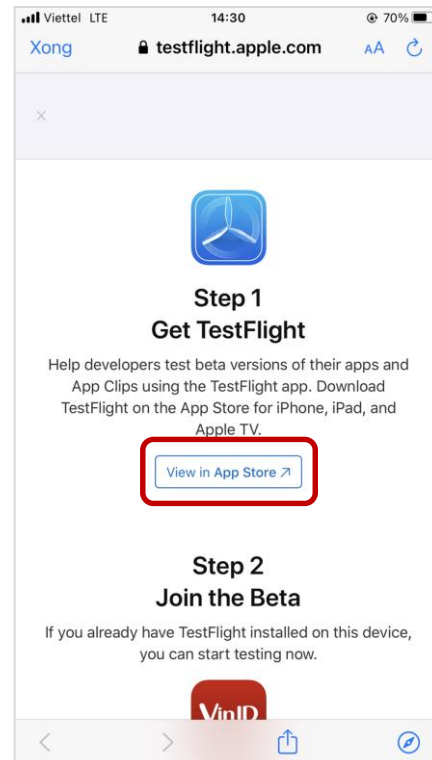 Viettel LTE 14:30 70%
Xong testflight.apple.com AA
Step 1
Get TestFlight
Help developers test beta versions of their apps and
App Clips using the TestFlight app. Download
TestFlight on the App Store for iPhone, iPad, and
Apple TV.
View in App Store
Step 2
Join the Beta
If you already have TestFlight installed on this device,
you can start testing now.
VinID